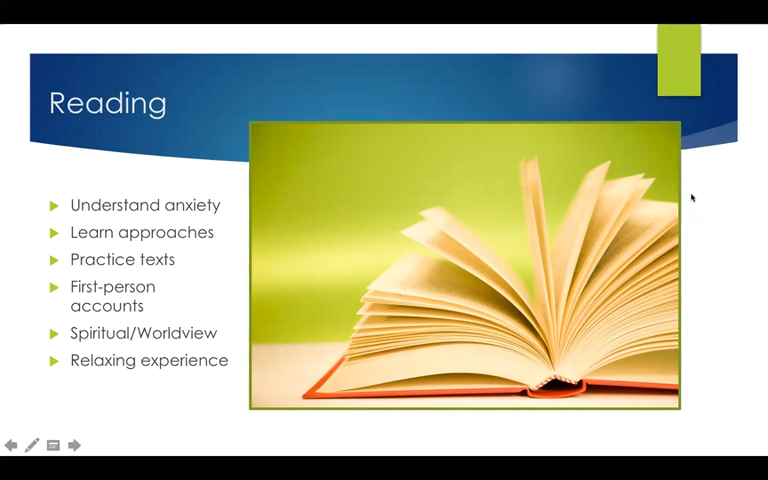 Reading
Understand anxiety
Learn approaches
Practice texts
First-person
accounts
Spiritual/Worldview
Relaxing experience